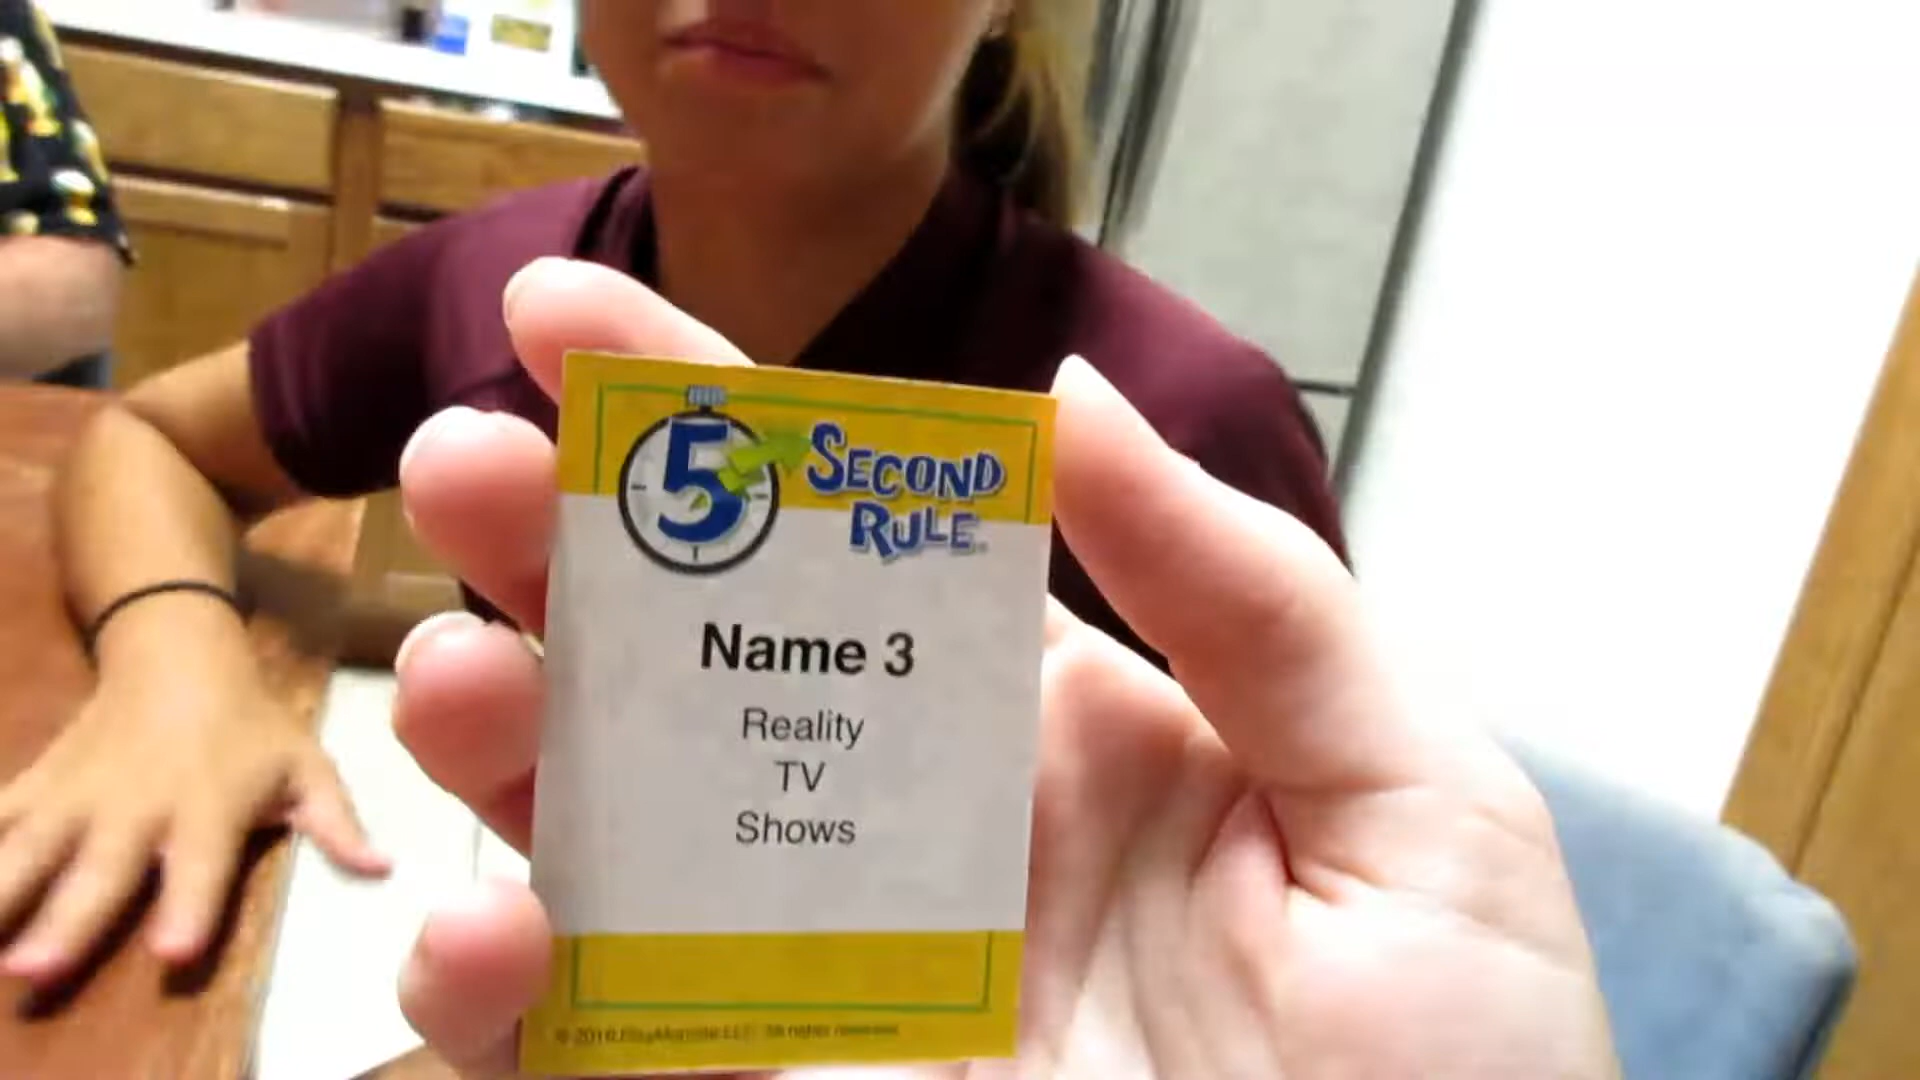 5 SECOND
RULE
Name 3
Reality
TV
Shows